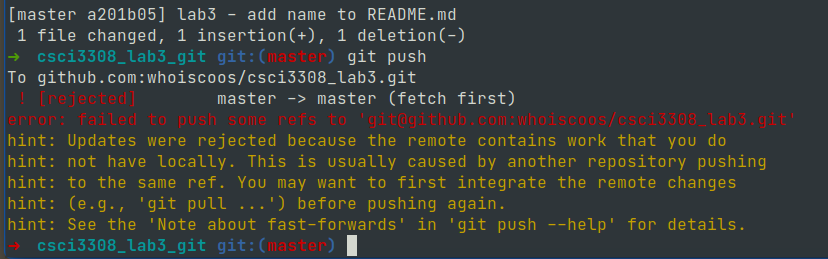 [master a201b05] lab3 - add name to README.md
 1 file changed, 1 insertion(+), 1 deletion(-)
➜  csci3308_lab3_git git:(master) git push
To github.com:whoiscoos/csci3308_lab3.git
 ! [rejected]        master -> master (fetch first)
error: failed to push some refs to 'git@github.com:whoiscoos/csci3308_lab3.git'
hint: Updates were rejected because the remote contains work that you do
hint: not have locally. This is usually caused by another repository pushing
hint: to the same ref. You may want to first integrate the remote changes
hint: (e.g., 'git pull ...') before pushing again.
hint: See the 'Note about fast-forwards' in 'git push --help' for details.
➜  csci3308_lab3_git git:(master)